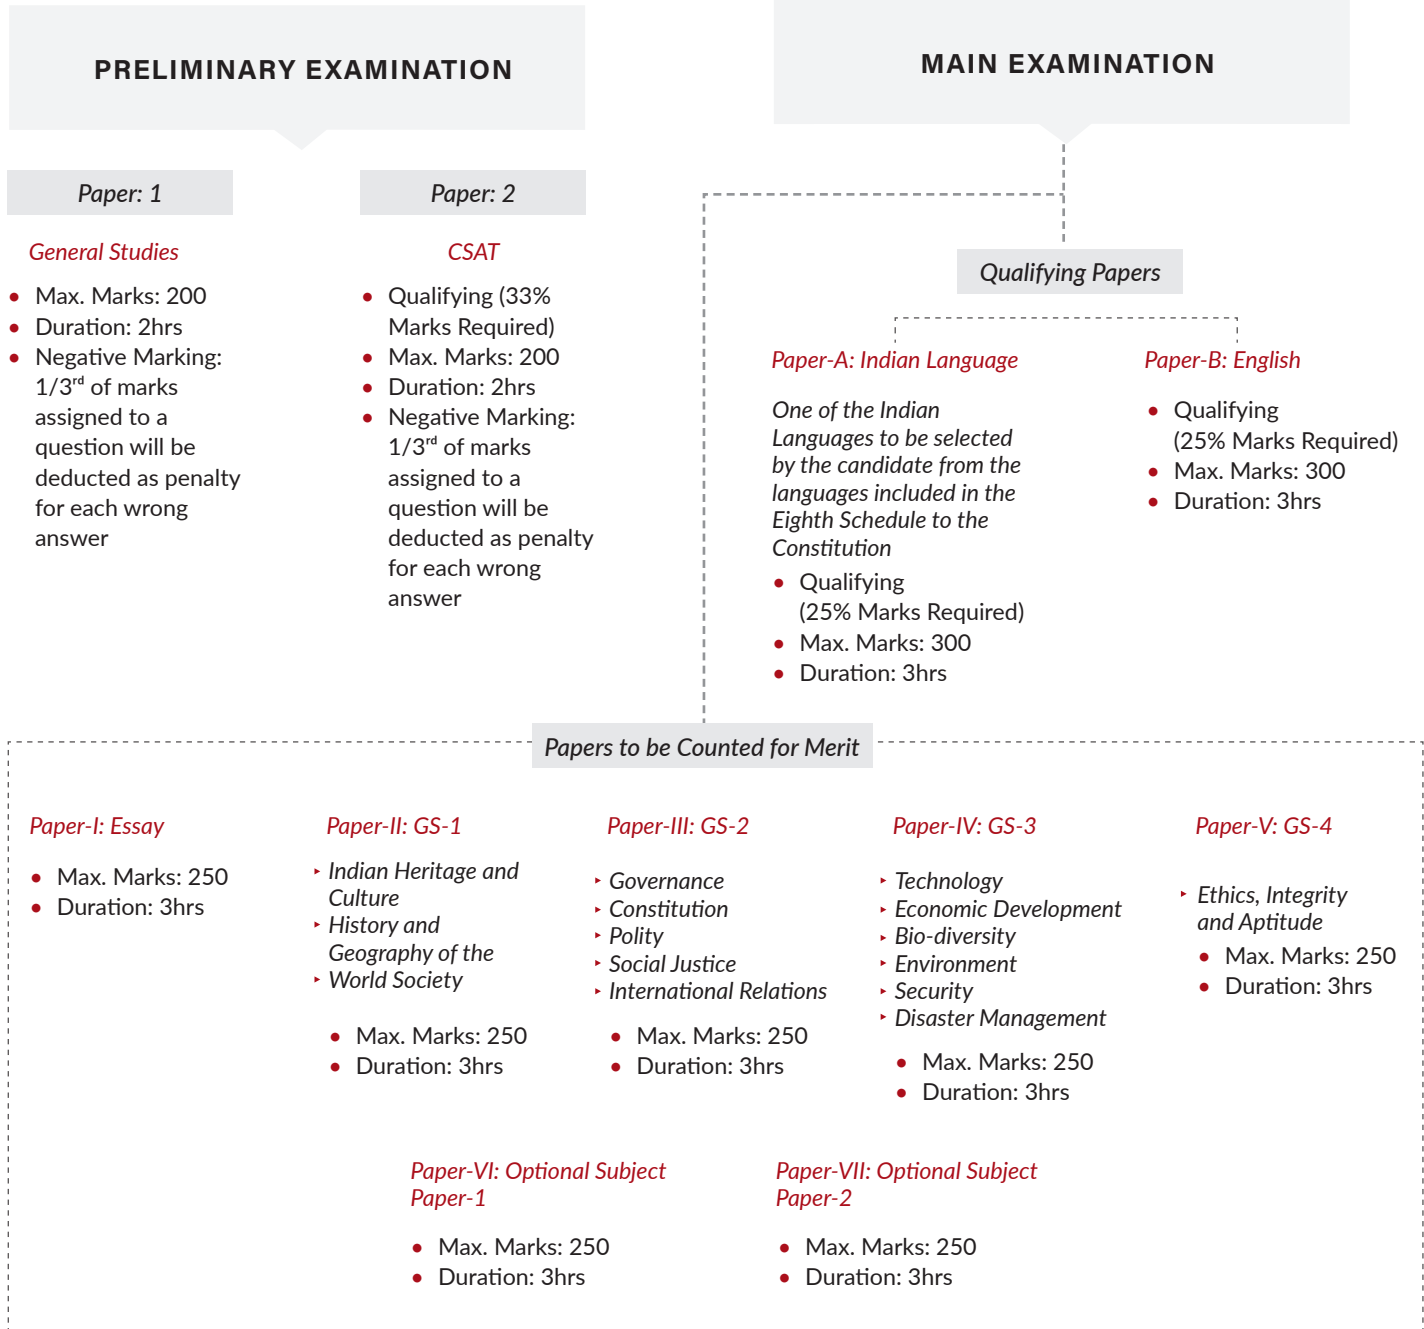 PRELIMINARY EXAMINATION
Paper: 1
General Studies
• Max. Marks: 200
• Duration: 2hrs
• Negative Marking:
1/3rd of marks
assigned to a
question will be
deducted as penalty
for each wrong
answer
Paper: 2
CSAT
• Qualifying (33%
Marks Required)
• Max. Marks: 200
• Duration: 2hrs
• Negative Marking:
1/3rd of marks
assigned to a
question will be
deducted as penalty
for each wrong
answer
MAIN EXAMINATION
Qualifying Papers
Paper-A: Indian Language
One of the Indian
Languages to be selected
by the candidate from the
languages included in the
Eighth Schedule to the
Constitution
• Qualifying
(25% Marks Required)
• Max. Marks: 300
• Duration: 3hrs
Paper-B: English
• Qualifying
(25% Marks Required)
• Max. Marks: 300
• Duration: 3hrs
Papers to be Counted for Merit
Paper-I: Essay
• Max. Marks: 250
• Duration: 3hrs
Paper-II: GS-1
‣ Indian Heritage and
Culture
‣ History and
Geography of the
‣ World Society
• Max. Marks: 250
• Duration: 3hrs
Paper-III: GS-2
‣ Governance
‣ Constitution
‣ Polity
‣ Social Justice
‣ International Relations
• Max. Marks: 250
• Duration: 3hrs
Paper-IV: GS-3
‣ Technology
‣ Economic Development
‣ Bio-diversity
‣ Environment
‣ Security
‣ Disaster Management
• Max. Marks: 250
• Duration: 3hrs
Paper-V: GS-4
‣ Ethics, Integrity
and Aptitude
• Max. Marks: 250
• Duration: 3hrs
Paper-VI: Optional Subject
Paper-1
• Max. Marks: 250
• Duration: 3hrs
Paper-VII: Optional Subject
Paper-2
• Max. Marks: 250
• Duration: 3hrs